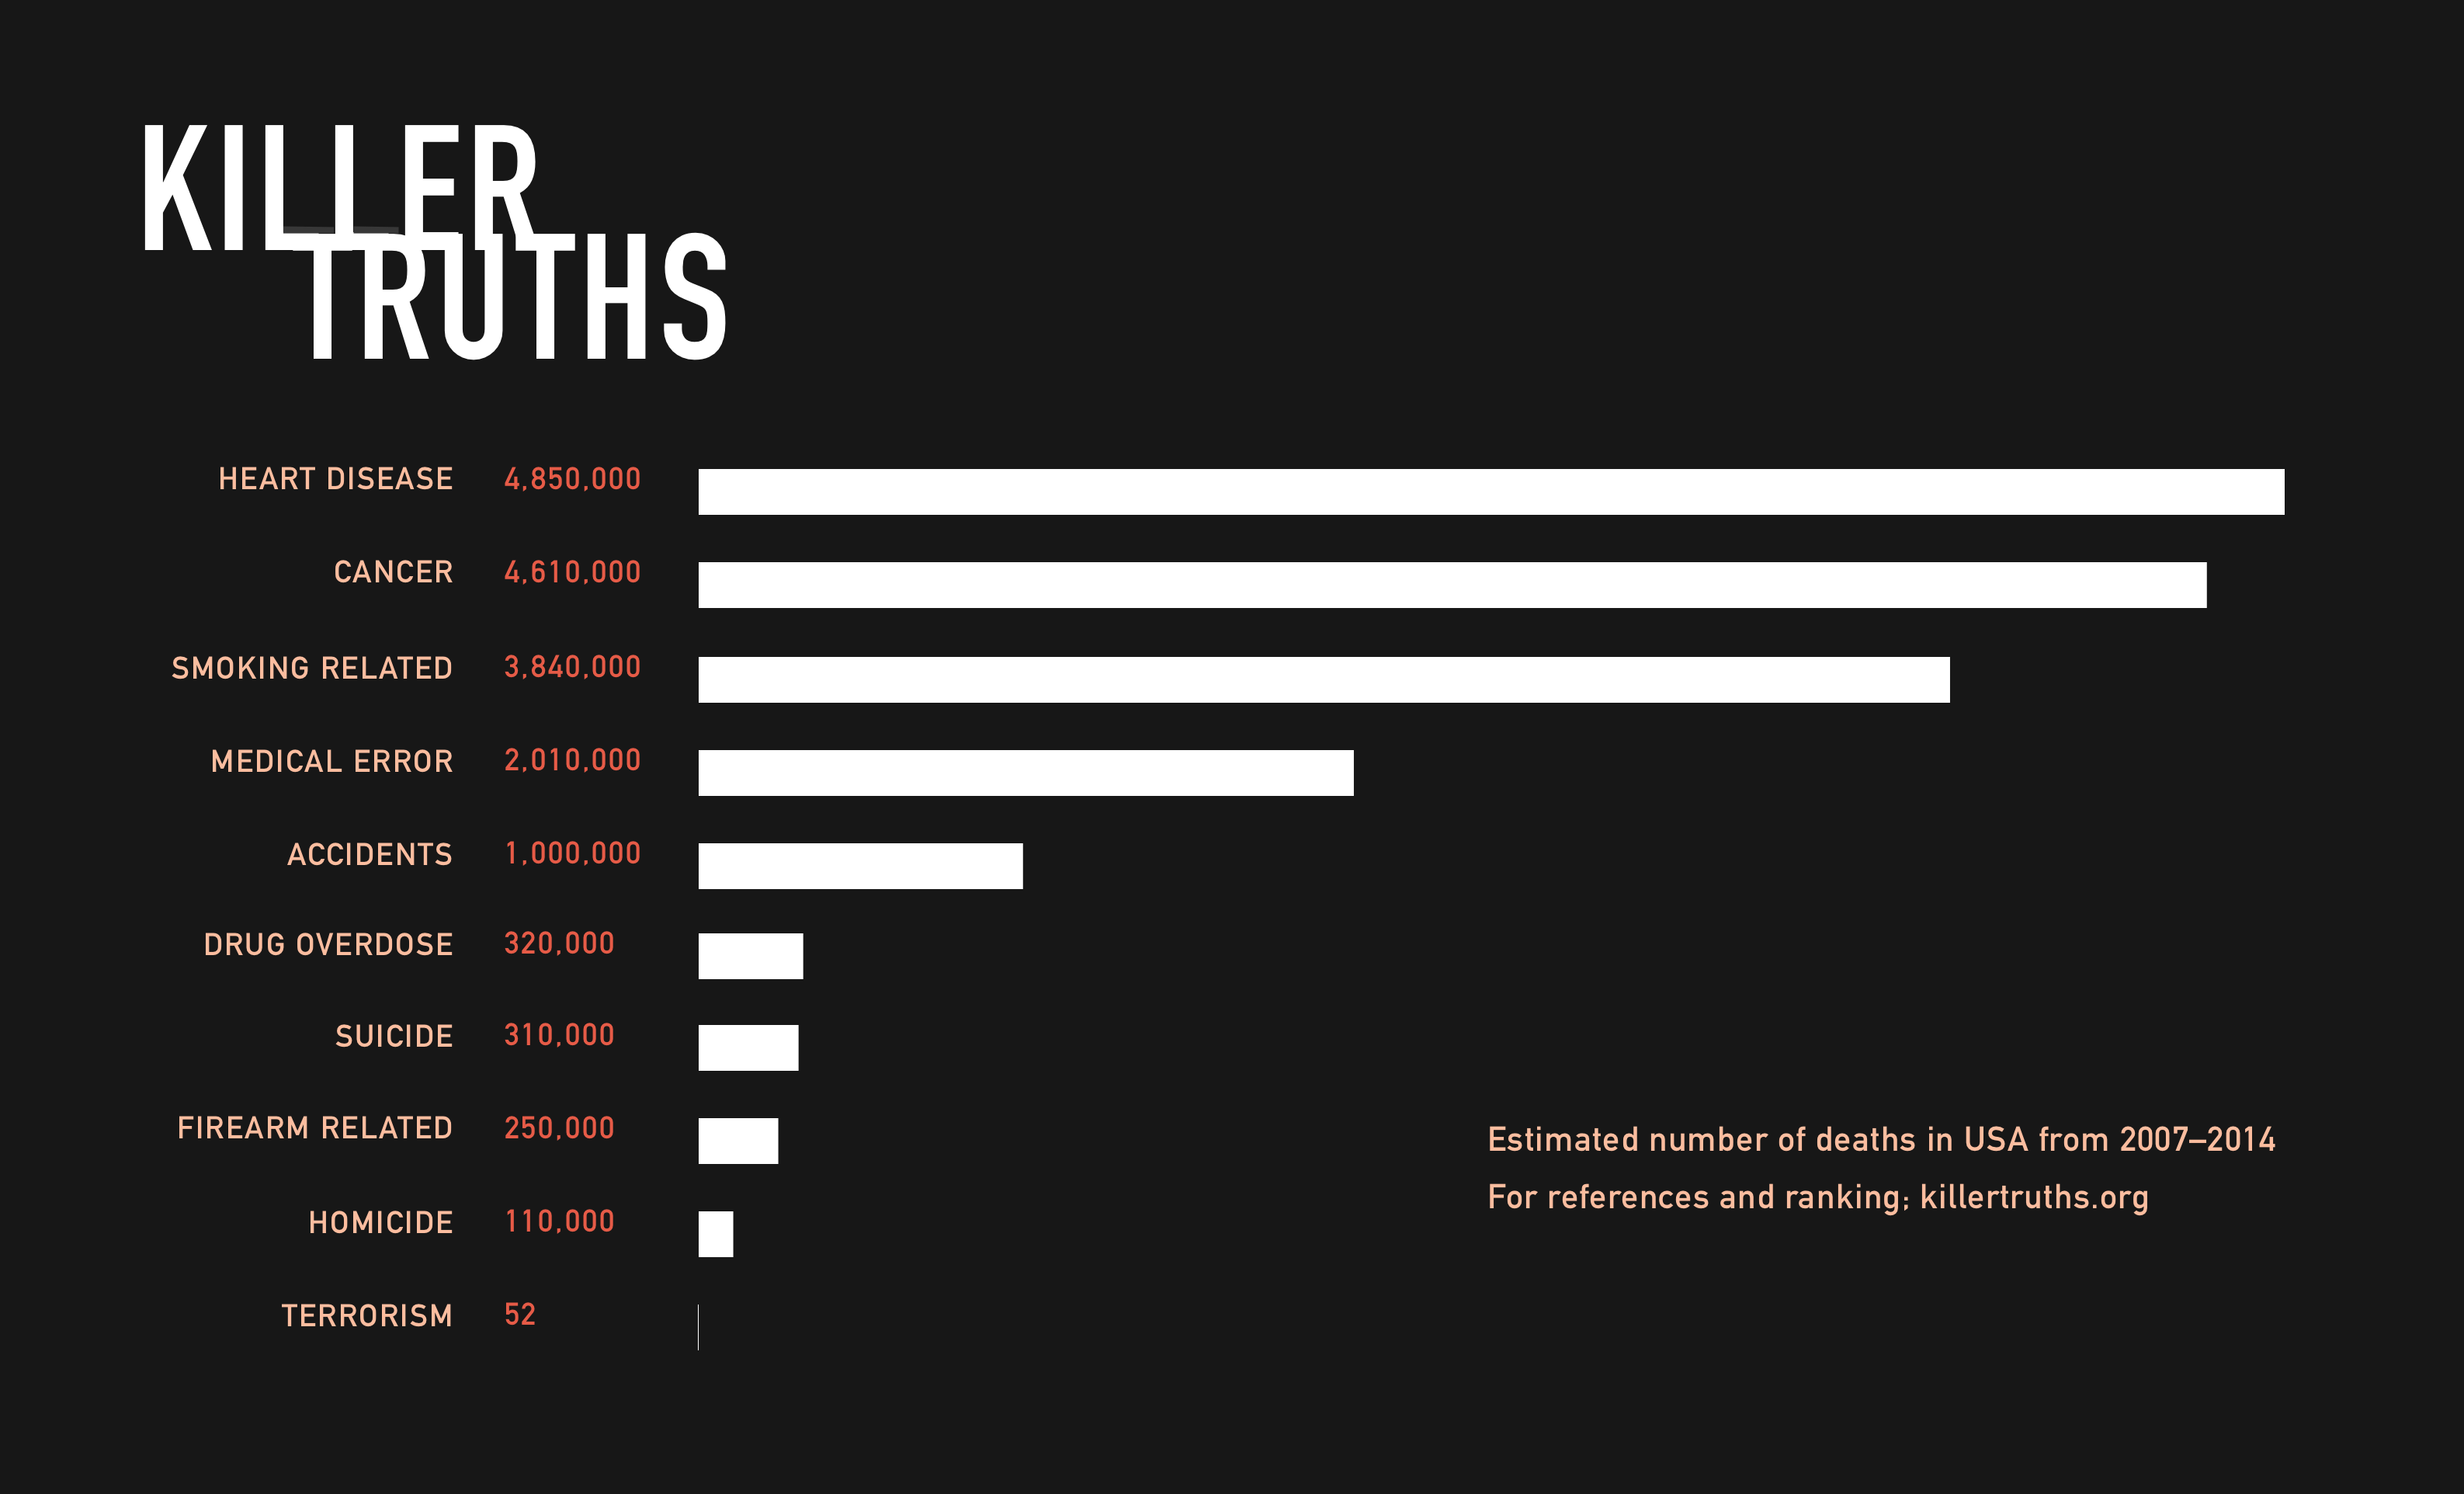 KILLER
TRUTHS
HEART DISEASE 4,850,000
CANCER 4,610,000
SMOKING RELATED 3,840,000
MEDICAL ERROR 2,010,000
ACCIDENTS 1,000,000
DRUG OVERDOSE 320,000
SUICIDE 310,000
FIREARM RELATED 250,000
HOMICIDE 110,000
TERRORISM 52
Estimated number of deaths in USA from 2007–2014
For references and ranking; killertruths.org